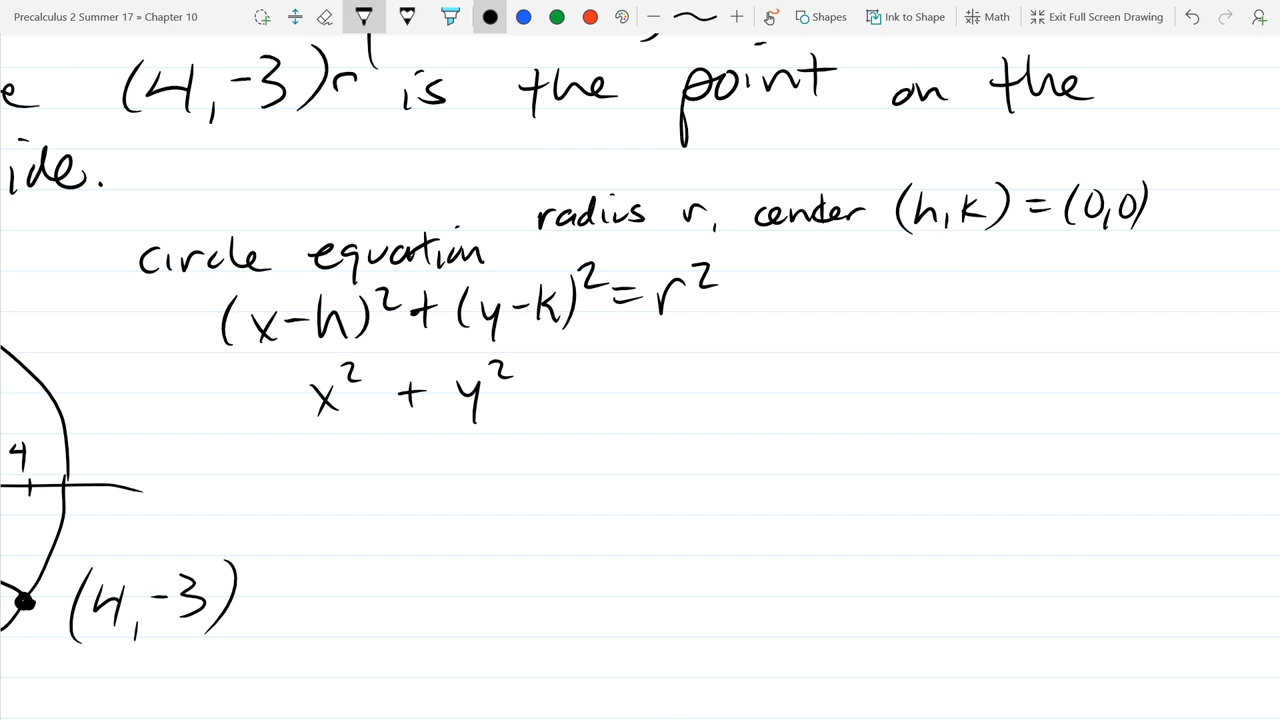 Precalculus 2 Summer 17 » Chapter 10
Shapes
Ink to Shape
Math
Exit Full Screen Drawing
e (4,-3) is the point on the
ide.
radius r, center (h,k) = (0,0)
circle equation
(x-h)² + (y-k)² = r²
x² + y²
4
(4,-3)